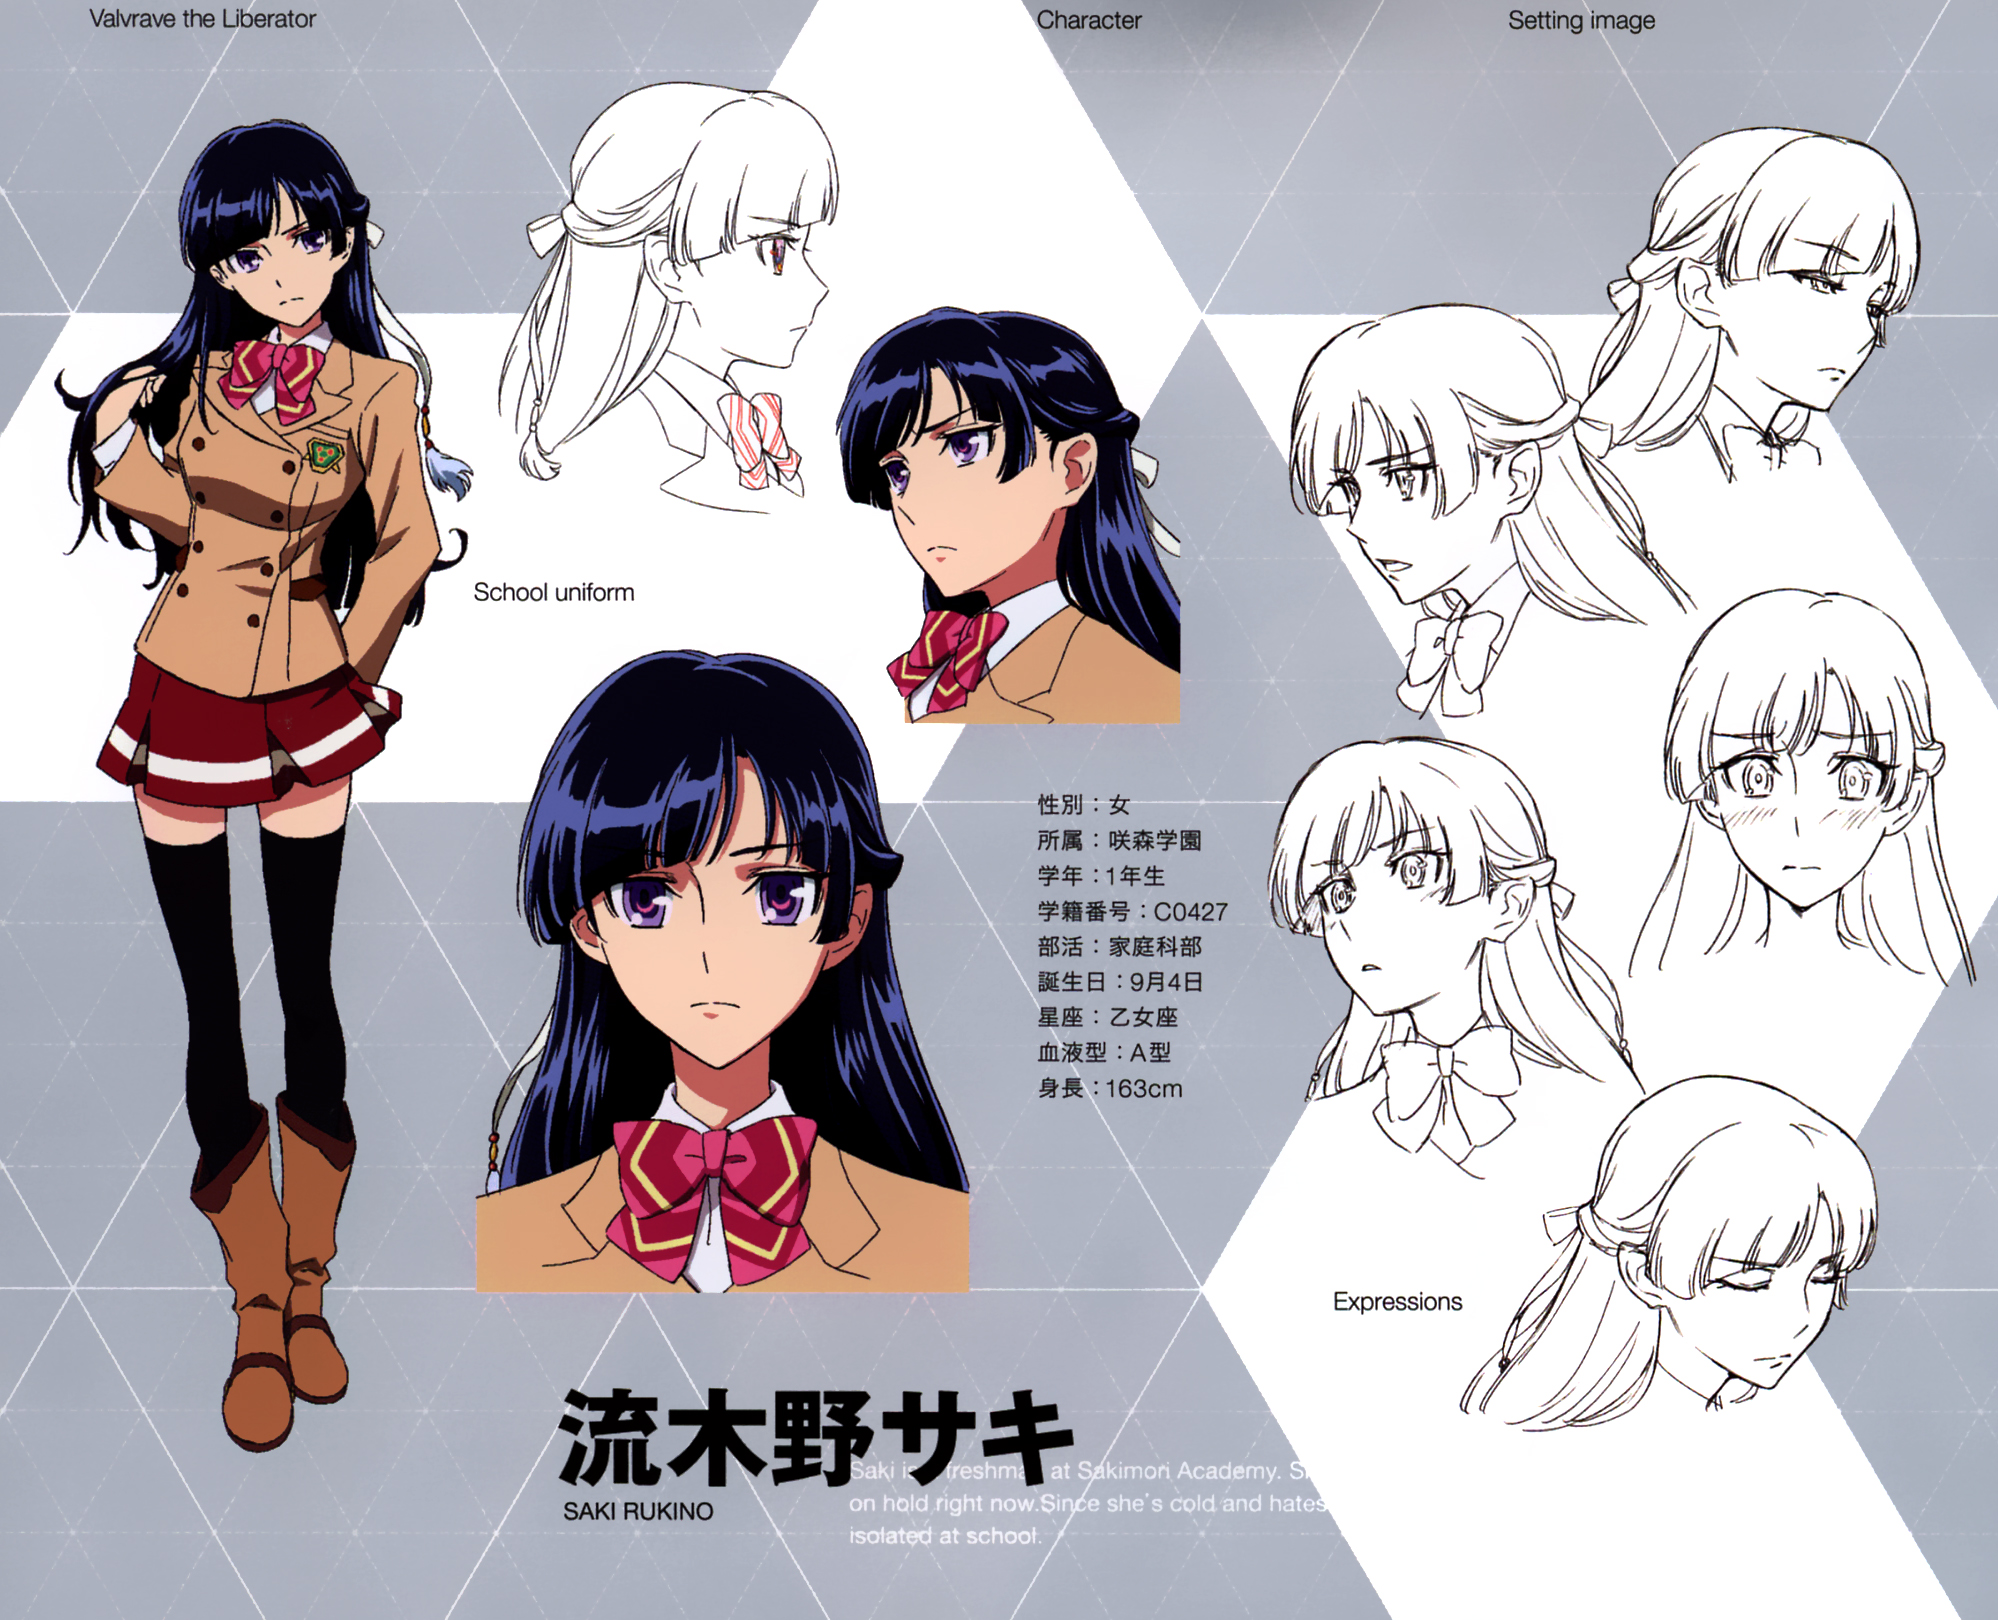 Valvrave the Liberator
Character
Setting image
School uniform
性別：女
所属：咲森学園
学年：1年生
学籍番号：C0427
部活：家庭科部
誕生日：9月4日
星座：乙女座
血液型：A型
身長：163cm
Expressions
流木野サキ
SAKI RUKINO
Saki is freshma at Sakimori Academy.
on hold right now.Since she's cold and hates
isolated at school.